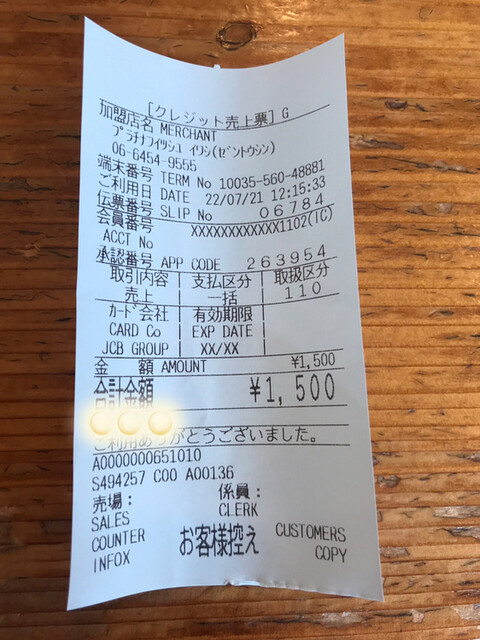 [クレジット売上票] G
加盟店名 MERCHANT
プラチナフイツシュ イワシ(ゼントウシン)
06-6454-9555
端末番号 TERM No 10035-560-48881
ご利用日 DATE 22/07/21 12:15:33
伝票番号 SLIP No 06784
会員番号 XXXXXXXXXXXX1102(IC)
ACCT No
承認番号 APP CODE 263954
取引内容 支払区分 取扱区分
売上 一括 110
カード会社 有効期限
CARD Co EXP DATE
JCB GROUP XX/XX
金 額 AMOUNT ¥1,500
合計金額 ¥1,500
ご利用ありがとうございました。
A0000000651010
S494257 C00 A00136
売場: 係員:
SALES CLERK
COUNTER お客様控え CUSTOMERS
INFOX COPY